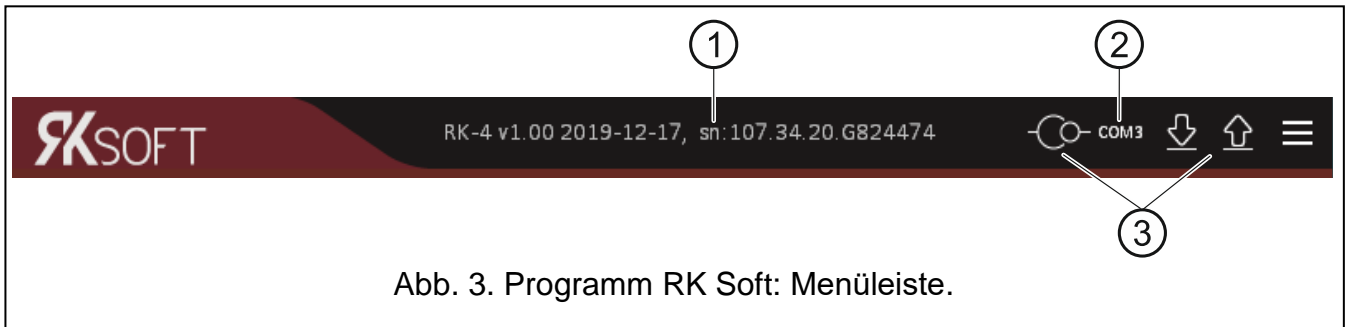 1
2
RKSOFT
RK-4 v1.00 2019-12-17, sn:107.34.20.G824474
COM3
3
Abb. 3. Programm RK Soft: Menüleiste.